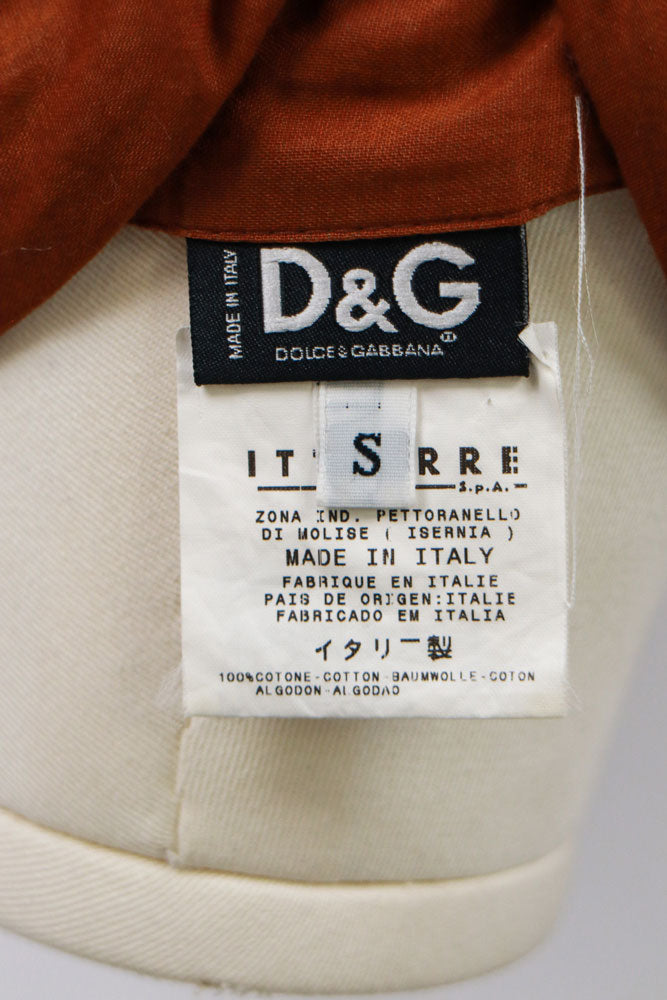 MADE IN ITALY
D&G
DOLCE & GABBANA
S
IT RRE
S.p.A.
ZONA IND. PETTORANELLO
DI MOLISE ( ISERNIA )
MADE IN ITALY
FABRIQUE EN ITALIE
PAIS DE ORIGEN:ITALIE
FABRICADO EM ITALIA
イタリー製
100%COTONE-COTTON-BAUMWOLLE-COTON
ALGODON-ALGODAO